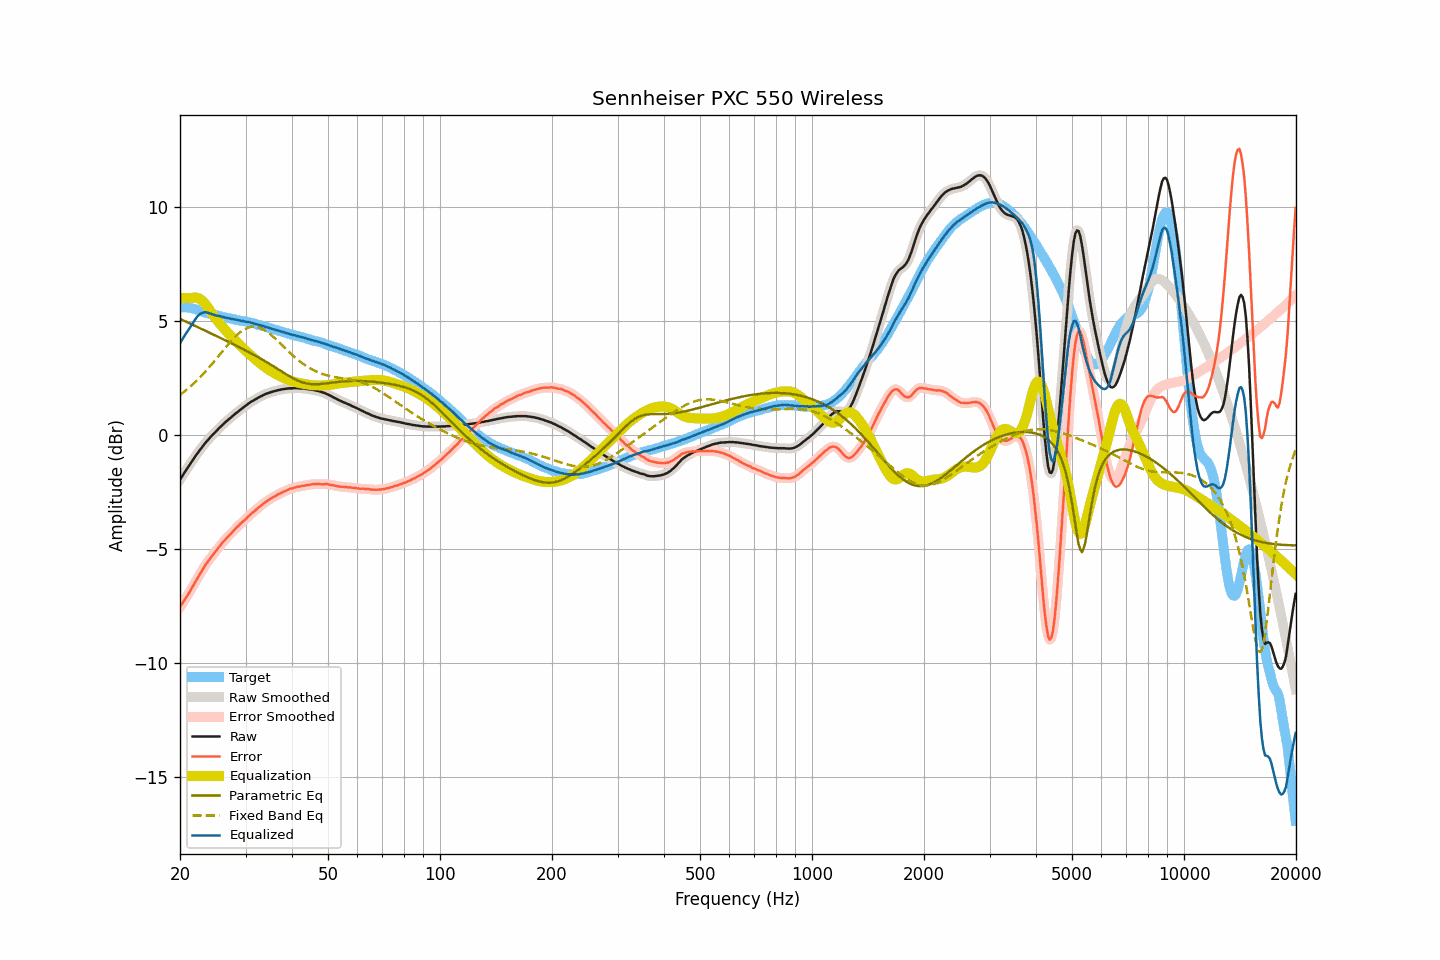 Sennheiser PXC 550 Wireless
Amplitude (dBr)
10
5
0
−5
−10
−15
Target
Raw Smoothed
Error Smoothed
Raw
Error
Equalization
Parametric Eq
Fixed Band Eq
Equalized
20 50 100 200 500 1000 2000 5000 10000 20000
Frequency (Hz)